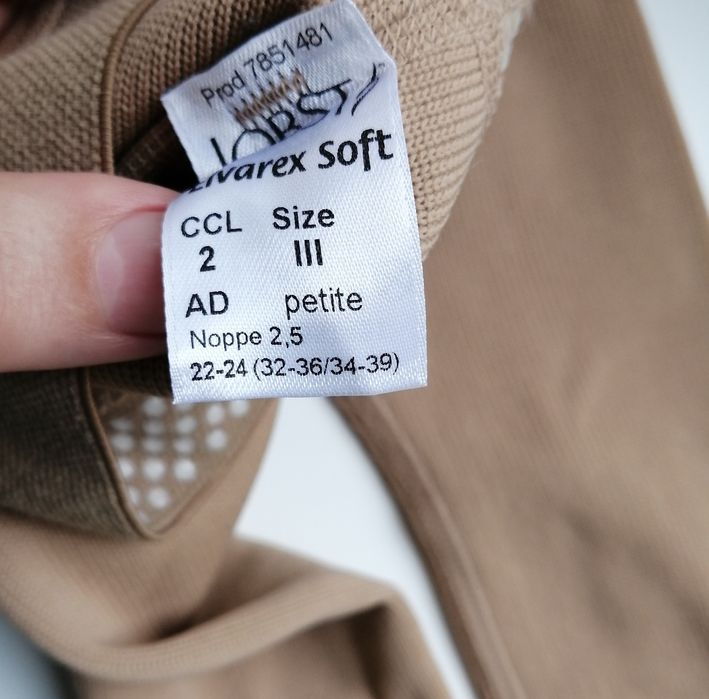 Prod 7851481
JOBST
Elvarex Soft
CCL Size
2 III
AD petite
Noppe 2,5
22-24 (32-36/34-39)